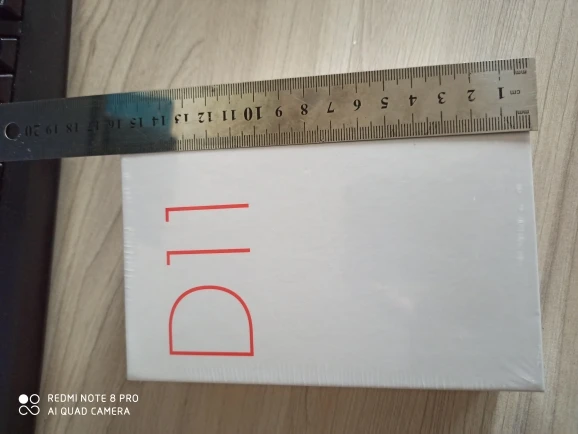 cm 1 2 3 4 5 6 7 8 9 10 11 12 13 14 15 16 17 18 19 20
D11
REDMI NOTE 8 PRO
AI QUAD CAMERA